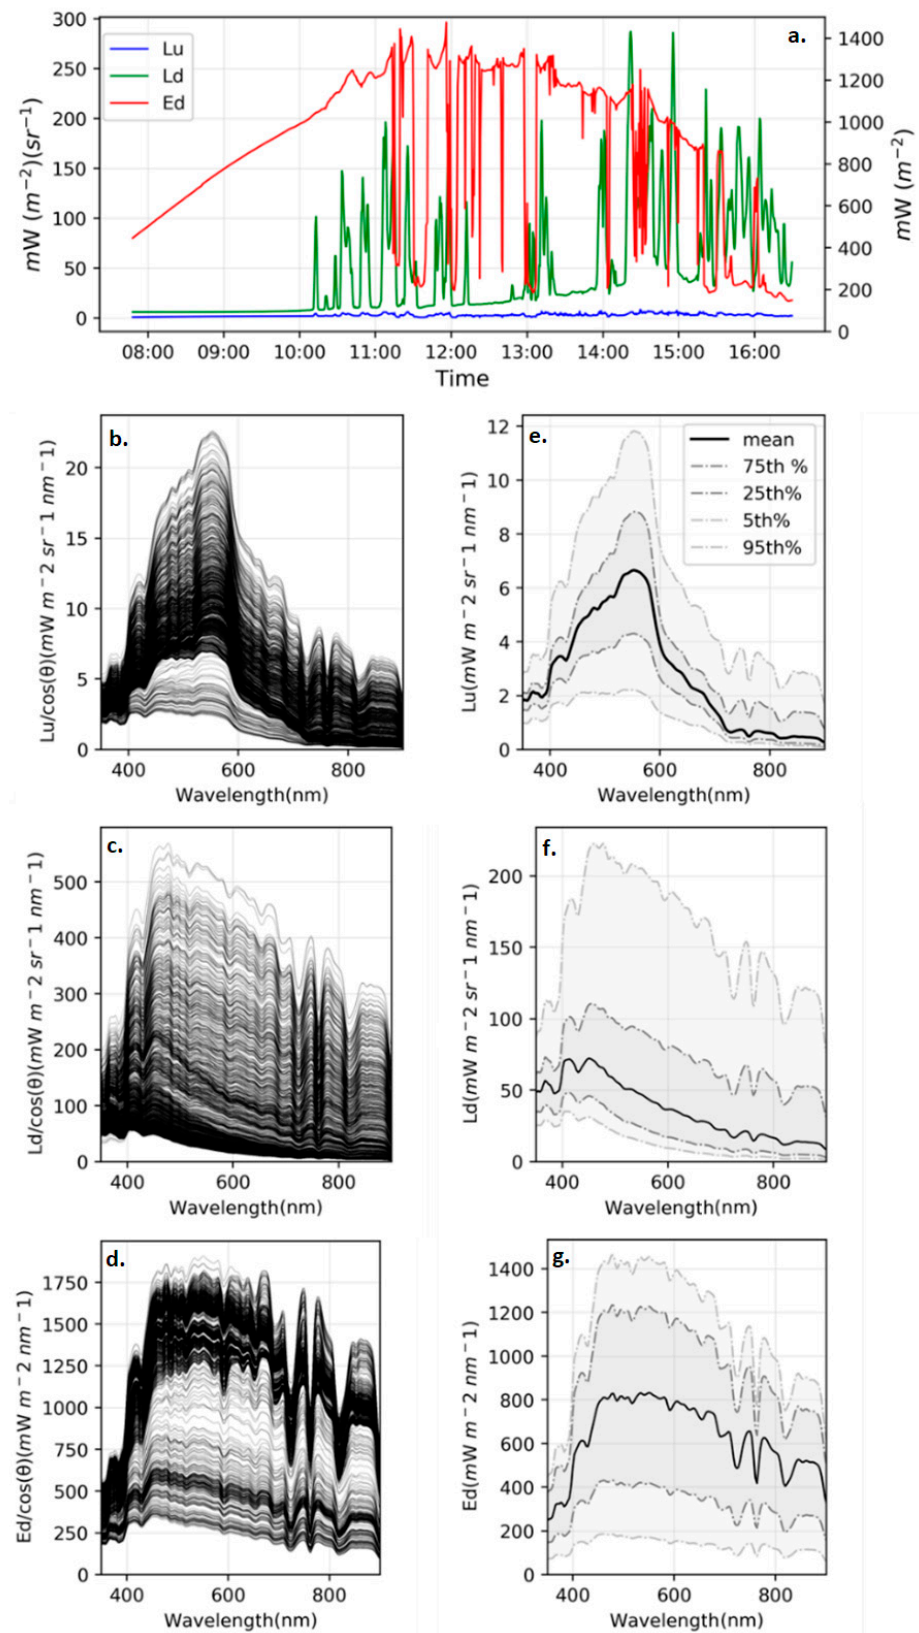 a.
Lu
Ld
Ed
300
250
200
150
100
50
0
1400
1200
1000
800
600
400
200
0
mW (m⁻²)(sr⁻¹)
mW (m⁻²)
08:00 09:00 10:00 11:00 12:00 13:00 14:00 15:00 16:00
Time
b.
20
15
10
5
0
Lu/cos(θ)(mW m−2 sr−1 nm−1)
400 600 800
Wavelength(nm)
e.
mean
75th %
25th%
5th%
95th%
12
10
8
6
4
2
0
Lu(mW m−2 sr−1 nm−1)
400 600 800
Wavelength(nm)
c.
500
400
300
200
100
0
Ld/cos(θ)(mW m−2 sr−1 nm−1)
400 600 800
Wavelength(nm)
f.
200
150
100
50
0
Ld(mW m−2 sr−1 nm−1)
400 600 800
Wavelength(nm)
d.
1750
1500
1250
1000
750
500
250
0
Ed/cos(θ)(mW m−2 nm−1)
400 600 800
Wavelength(nm)
g.
1400
1200
1000
800
600
400
200
0
Ed(mW m−2 nm−1)
400 600 800
Wavelength(nm)